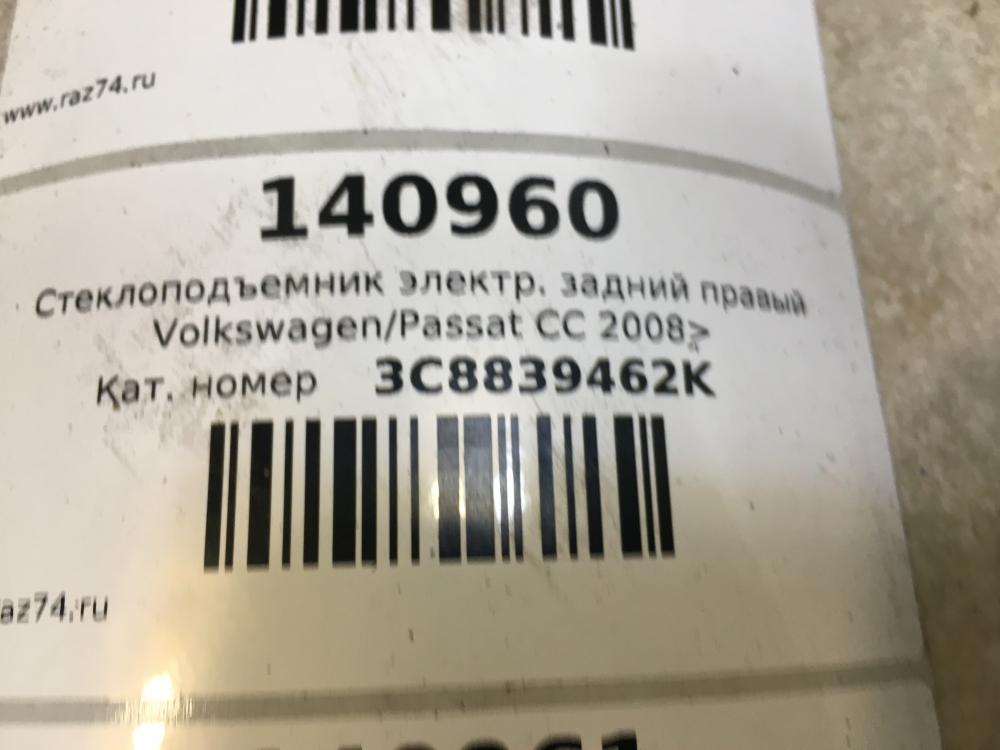 www.raz74.ru
140960
Стеклоподъемник электр. задний правый
Volkswagen/Passat CC 2008>
Кат. номер 3C8839462K
az74.ru